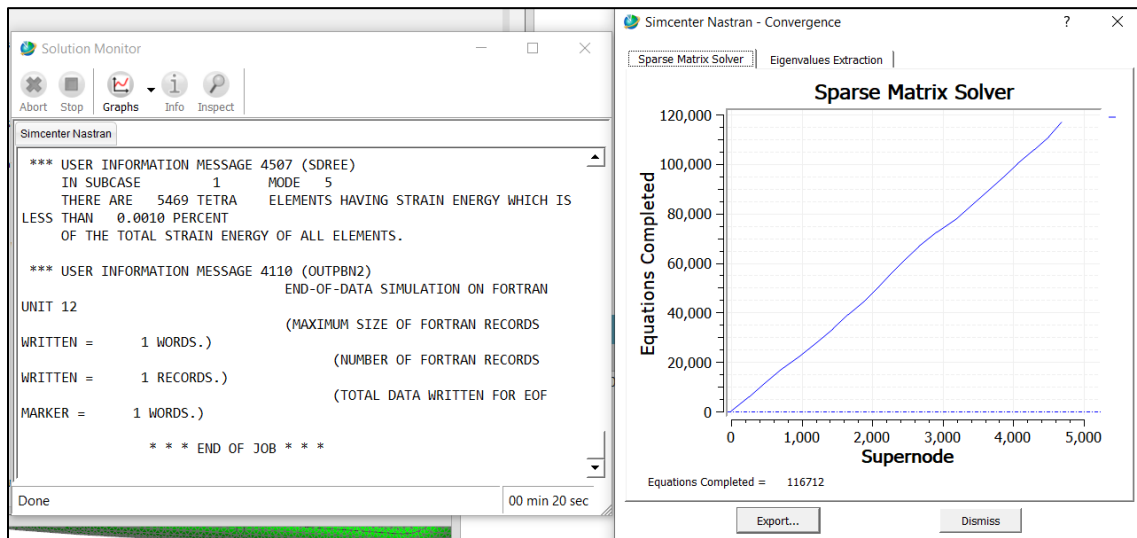 Solution Monitor
Abort Stop Graphs Info Inspect
Simcenter Nastran
*** USER INFORMATION MESSAGE 4507 (SDREE)
IN SUBCASE 1 MODE 5
THERE ARE 5469 TETRA ELEMENTS HAVING STRAIN ENERGY WHICH IS
LESS THAN 0.0010 PERCENT
OF THE TOTAL STRAIN ENERGY OF ALL ELEMENTS.
*** USER INFORMATION MESSAGE 4110 (OUTPBN2)
END-OF-DATA SIMULATION ON FORTRAN
UNIT 12
(MAXIMUM SIZE OF FORTRAN RECORDS
WRITTEN = 1 WORDS.)
(NUMBER OF FORTRAN RECORDS
WRITTEN = 1 RECORDS.)
(TOTAL DATA WRITTEN FOR EOF
MARKER = 1 WORDS.)
* * * END OF JOB * * *
Done 00 min 20 sec
Simcenter Nastran - Convergence ?
Sparse Matrix Solver Eigenvalues Extraction
Sparse Matrix Solver
120,000
100,000
80,000
60,000
40,000
20,000
0
Equations Completed
0 1,000 2,000 3,000 4,000 5,000
Supernode
Equations Completed = 116712
Export... Dismiss